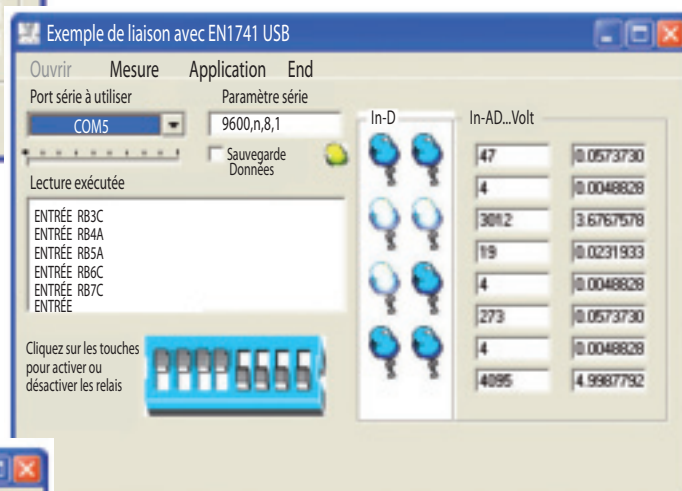 Exemple de liaison avec EN1741 USB
Ouvrir Mesure Application End
Port série à utiliser Paramètre série
COM5 9600,n,8,1
Sauvegarde
Données
In-D In-AD...Volt
Lecture exécutée
ENTRÉE RB3C
ENTRÉE RB4A
ENTRÉE RB5A
ENTRÉE RB6C
ENTRÉE RB7C
ENTRÉE
47 0.0573730
4 0.0048828
3012 3.6767578
19 0.0231933
4 0.0048828
273 0.0573730
4 0.0048828
4095 4.9987792
Cliquez sur les touches
pour activer ou
désactiver les relais